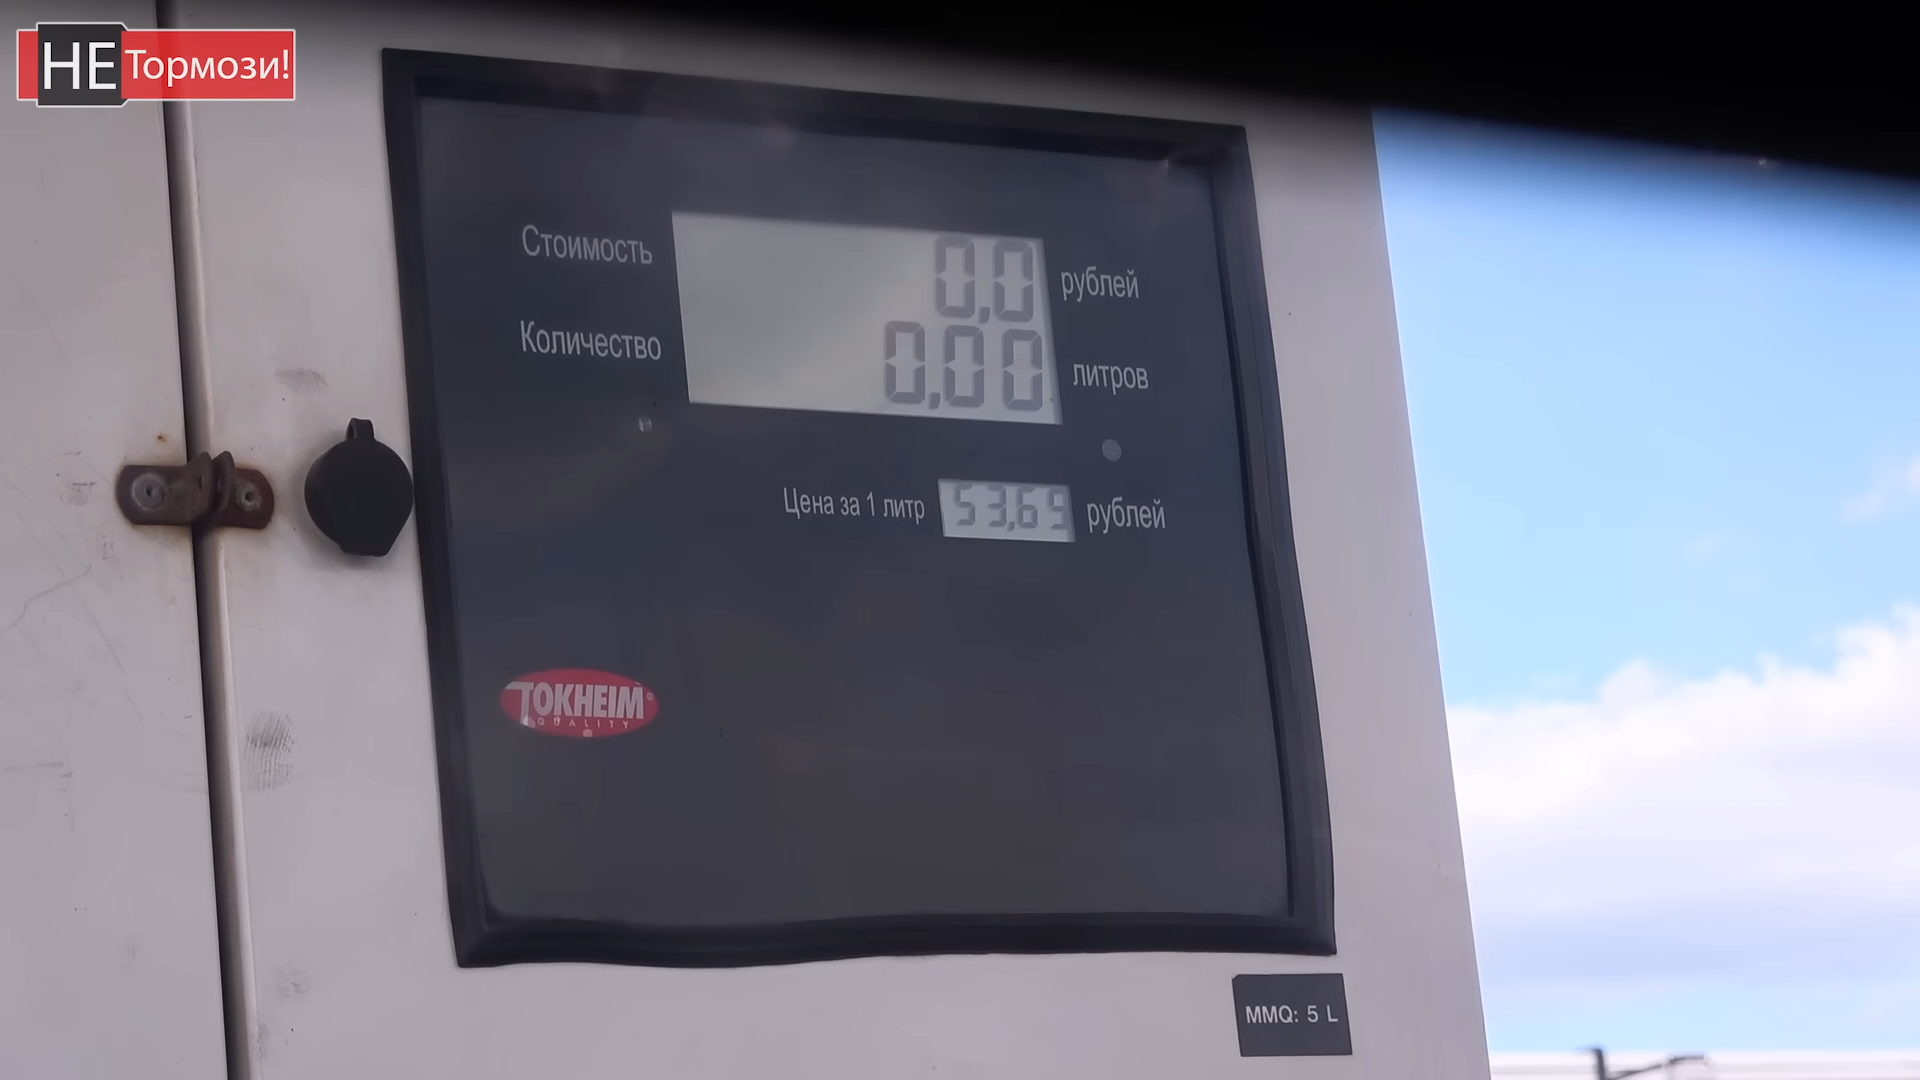 НЕ Тормози!
Стоимость 0,0 рублей
Количество 0,00 литров
Цена за 1 литр 53,69 рублей
TOKHEIM
QUALITY
MMQ: 5 L